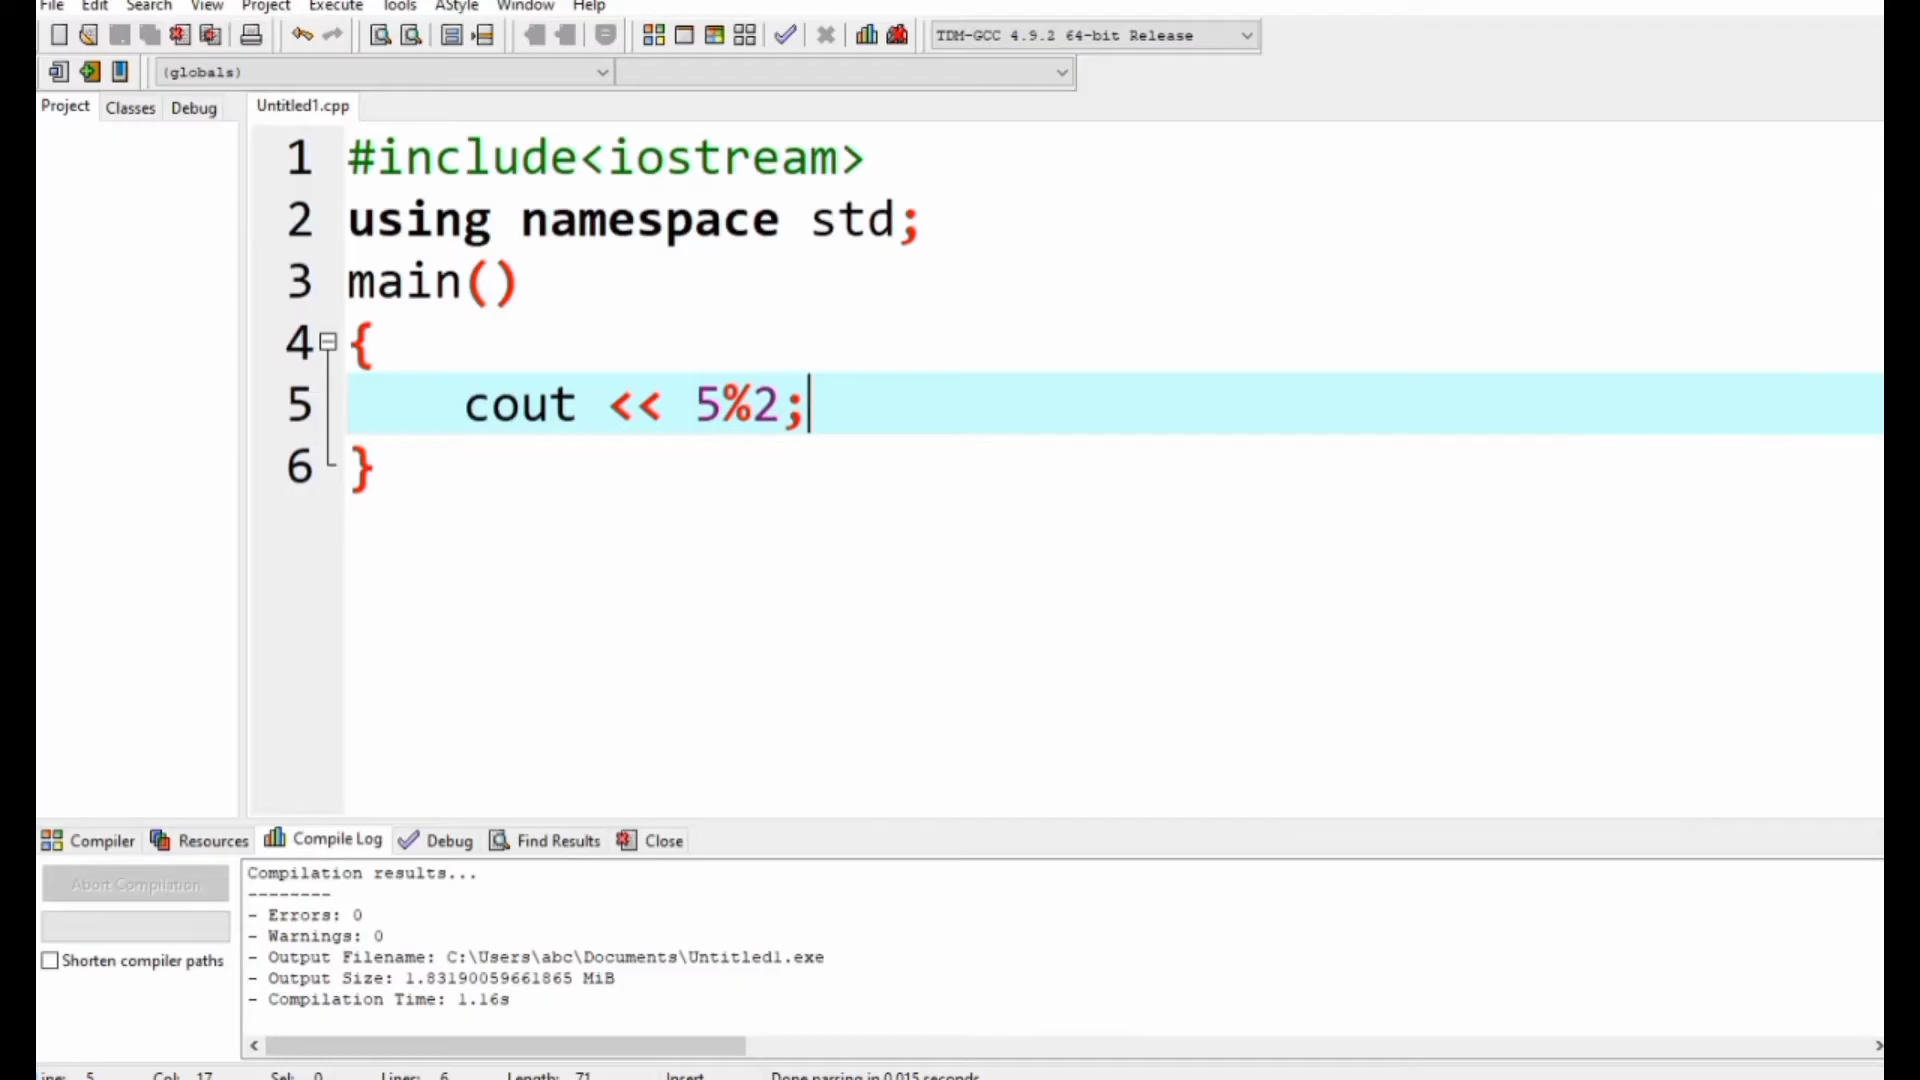 File Edit Search View Project Execute Tools AStyle Window Help
TDM-GCC 4.9.2 64-bit Release
(globals)
Project Classes Debug
Untitled1.cpp
1 #include<iostream>
2 using namespace std;
3 main()
4 {
5 cout << 5%2;
6 }
Compiler Resources Compile Log Debug Find Results Close
Abort Compilation
Shorten compiler paths
Compilation results...
--------
- Errors: 0
- Warnings: 0
- Output Filename: C:\Users\abc\Documents\Untitled1.exe
- Output Size: 1.83190059661865 MiB
- Compilation Time: 1.16s
5 Col: 17 Sel: 0 Lines: 6 Length: 71 Insert Done parsing in 0.015 seconds